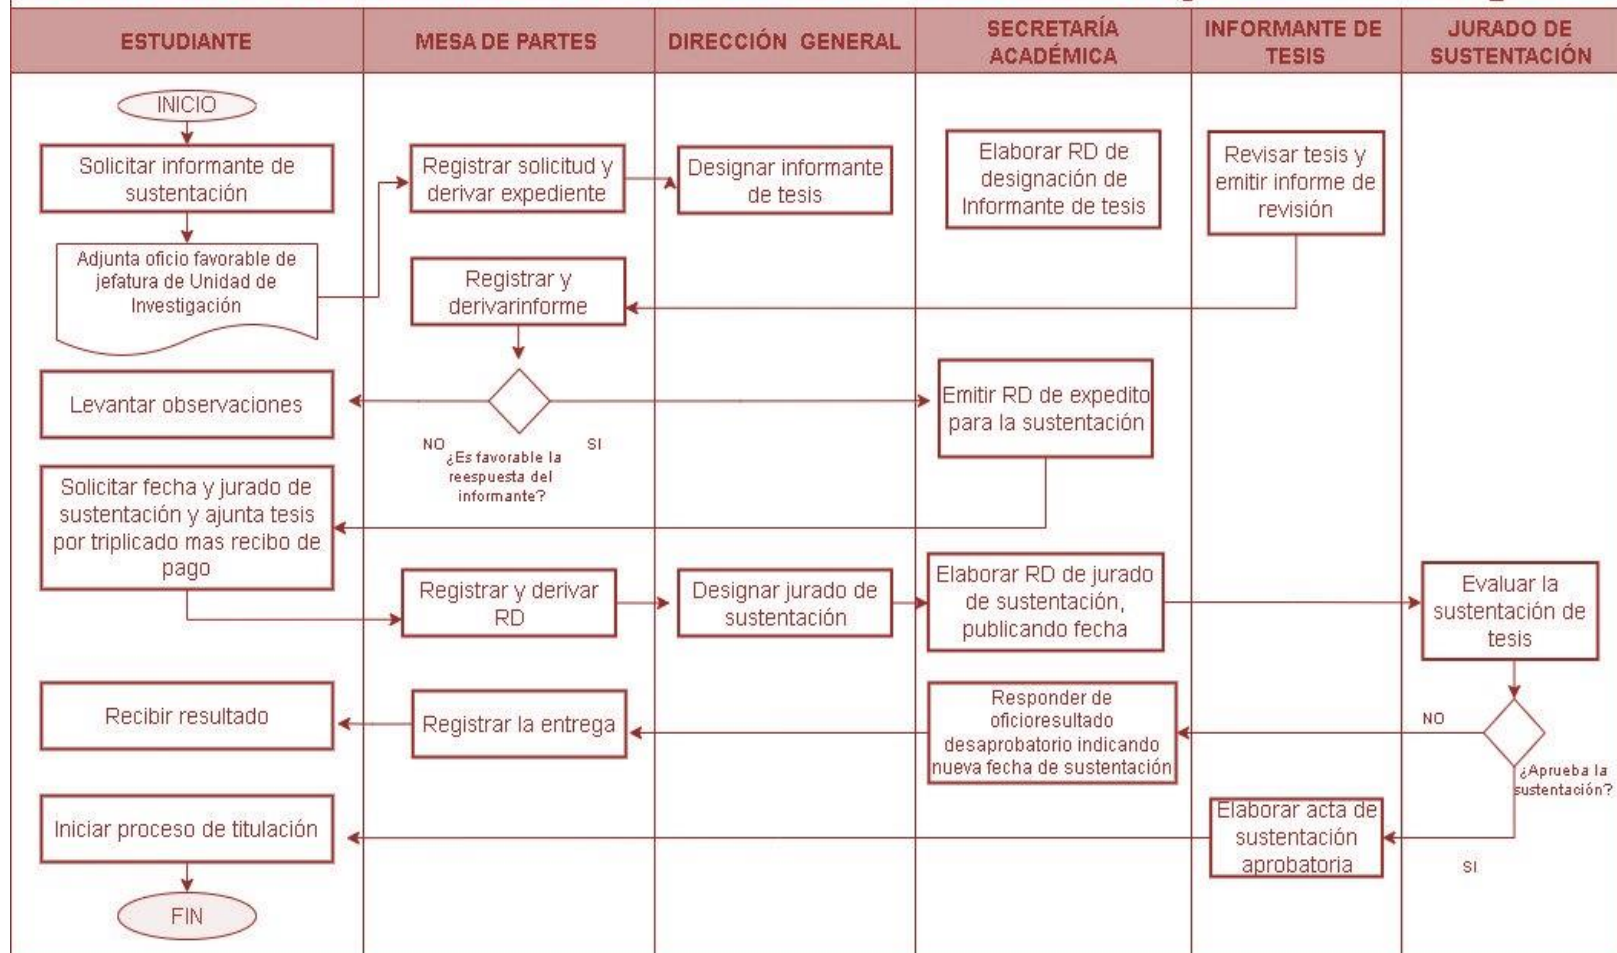 ESTUDIANTE
MESA DE PARTES
DIRECCIÓN GENERAL
SECRETARÍA
ACADÉMICA
INFORMANTE DE
TESIS
JURADO DE
SUSTENTACIÓN
INICIO
Solicitar informante de
sustentación
Registrar solicitud y
derivar expediente
Designar informante
de tesis
Elaborar RD de
designación de
Informante de tesis
Revisar tesis y
emitir informe de
revisión
Adjunta oficio favorable de
jefatura de Unidad de
Investigación
Registrar y
derivarinforme
Levantar observaciones
NO
SI
¿Es favorable la
reespuesta del
informante?
Emitir RD de expedito
para la sustentación
Solicitar fecha y jurado de
sustentación y ajunta tesis
por triplicado mas recibo de
pago
Registrar y derivar
RD
Designar jurado de
sustentación
Elaborar RD de jurado
de sustentación,
publicando fecha
Evaluar la
sustentación de
tesis
Recibir resultado
Registrar la entrega
Responder de
oficioresultado
desaprobatorio indicando
nueva fecha de sustentación
NO
¿Aprueba la
sustentación?
Iniciar proceso de titulación
Elaborar acta de
sustentación
aprobatoria
SI
FIN